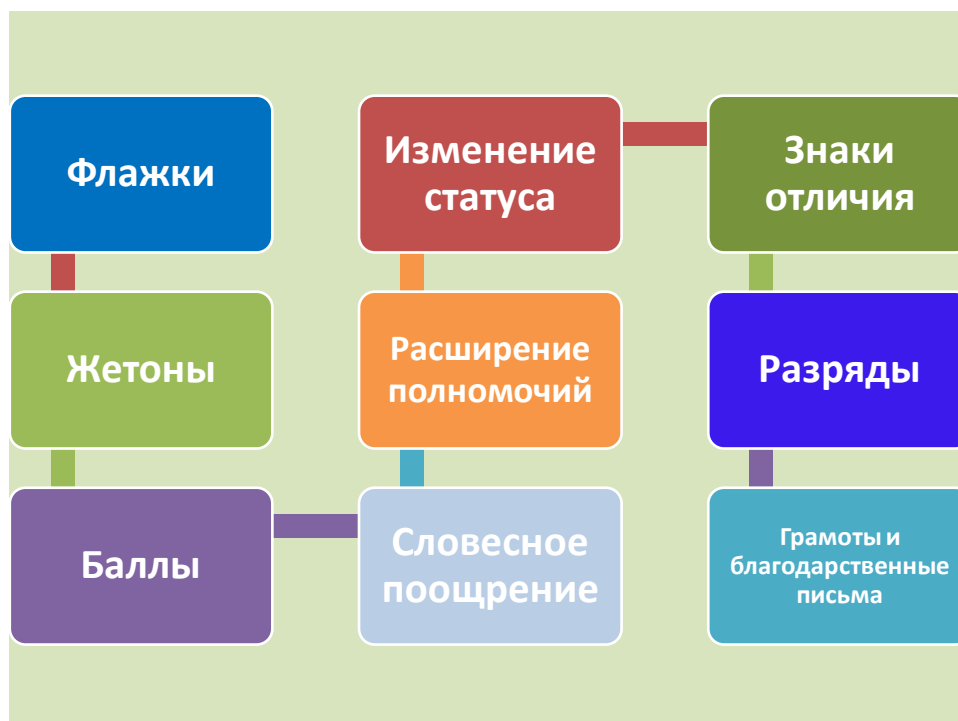 Флажки
Жетоны
Баллы
Словесное
поощрение
Расширение
полномочий
Изменение
статуса
Знаки
отличия
Разряды
Грамоты и
благодарственные
письма